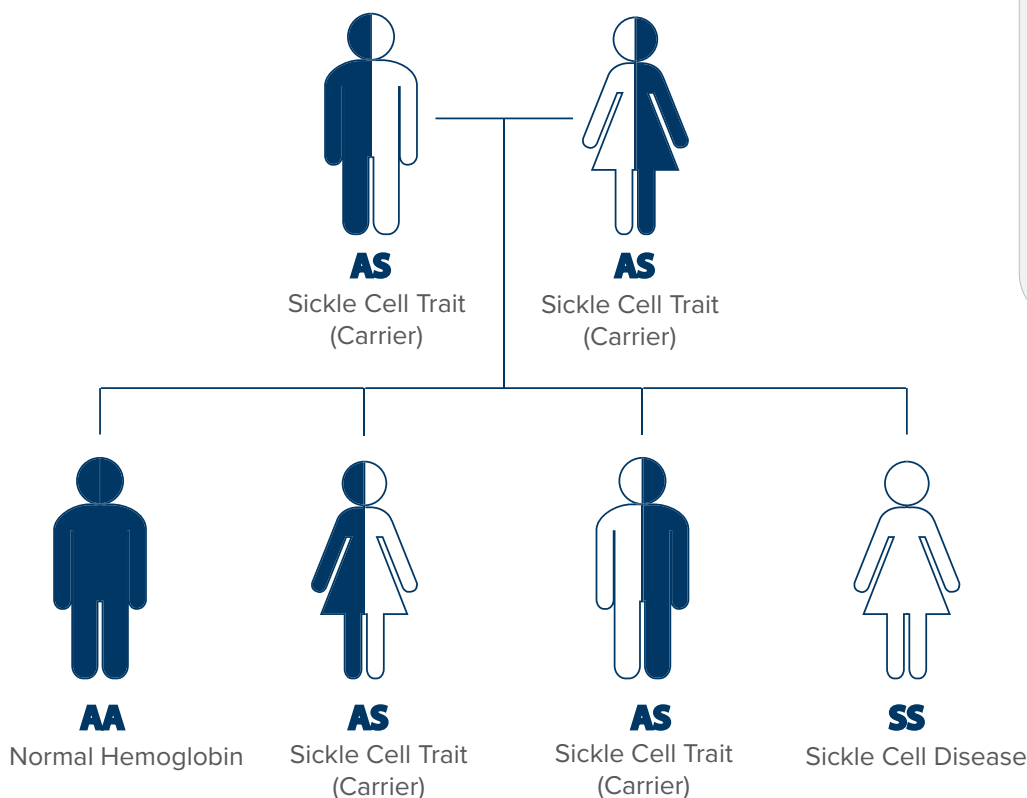 AS AS
Sickle Cell Trait Sickle Cell Trait
(Carrier) (Carrier)
AA AS AS SS
Normal Hemoglobin Sickle Cell Trait Sickle Cell Trait Sickle Cell Disease
(Carrier) (Carrier)